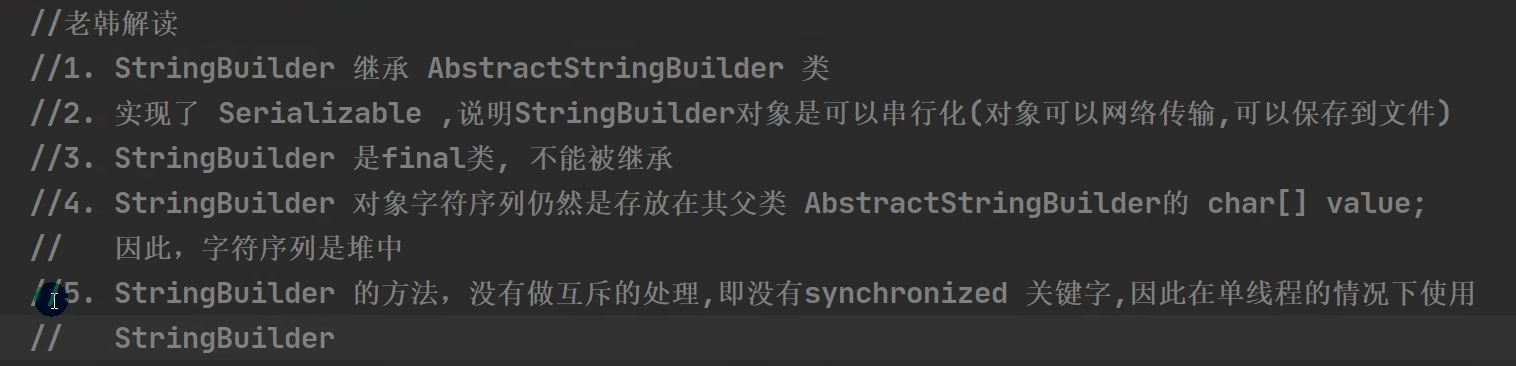 //老韩解读
//1. StringBuilder 继承 AbstractStringBuilder 类
//2. 实现了 Serializable ,说明StringBuilder对象是可以串行化(对象可以网络传输,可以保存到文件)
//3. StringBuilder 是final类, 不能被继承
//4. StringBuilder 对象字符序列仍然是存放在其父类 AbstractStringBuilder的 char[] value;
//   因此，字符序列是堆中
//5. StringBuilder 的方法，没有做互斥的处理,即没有synchronized 关键字,因此在单线程的情况下使用
//   StringBuilder